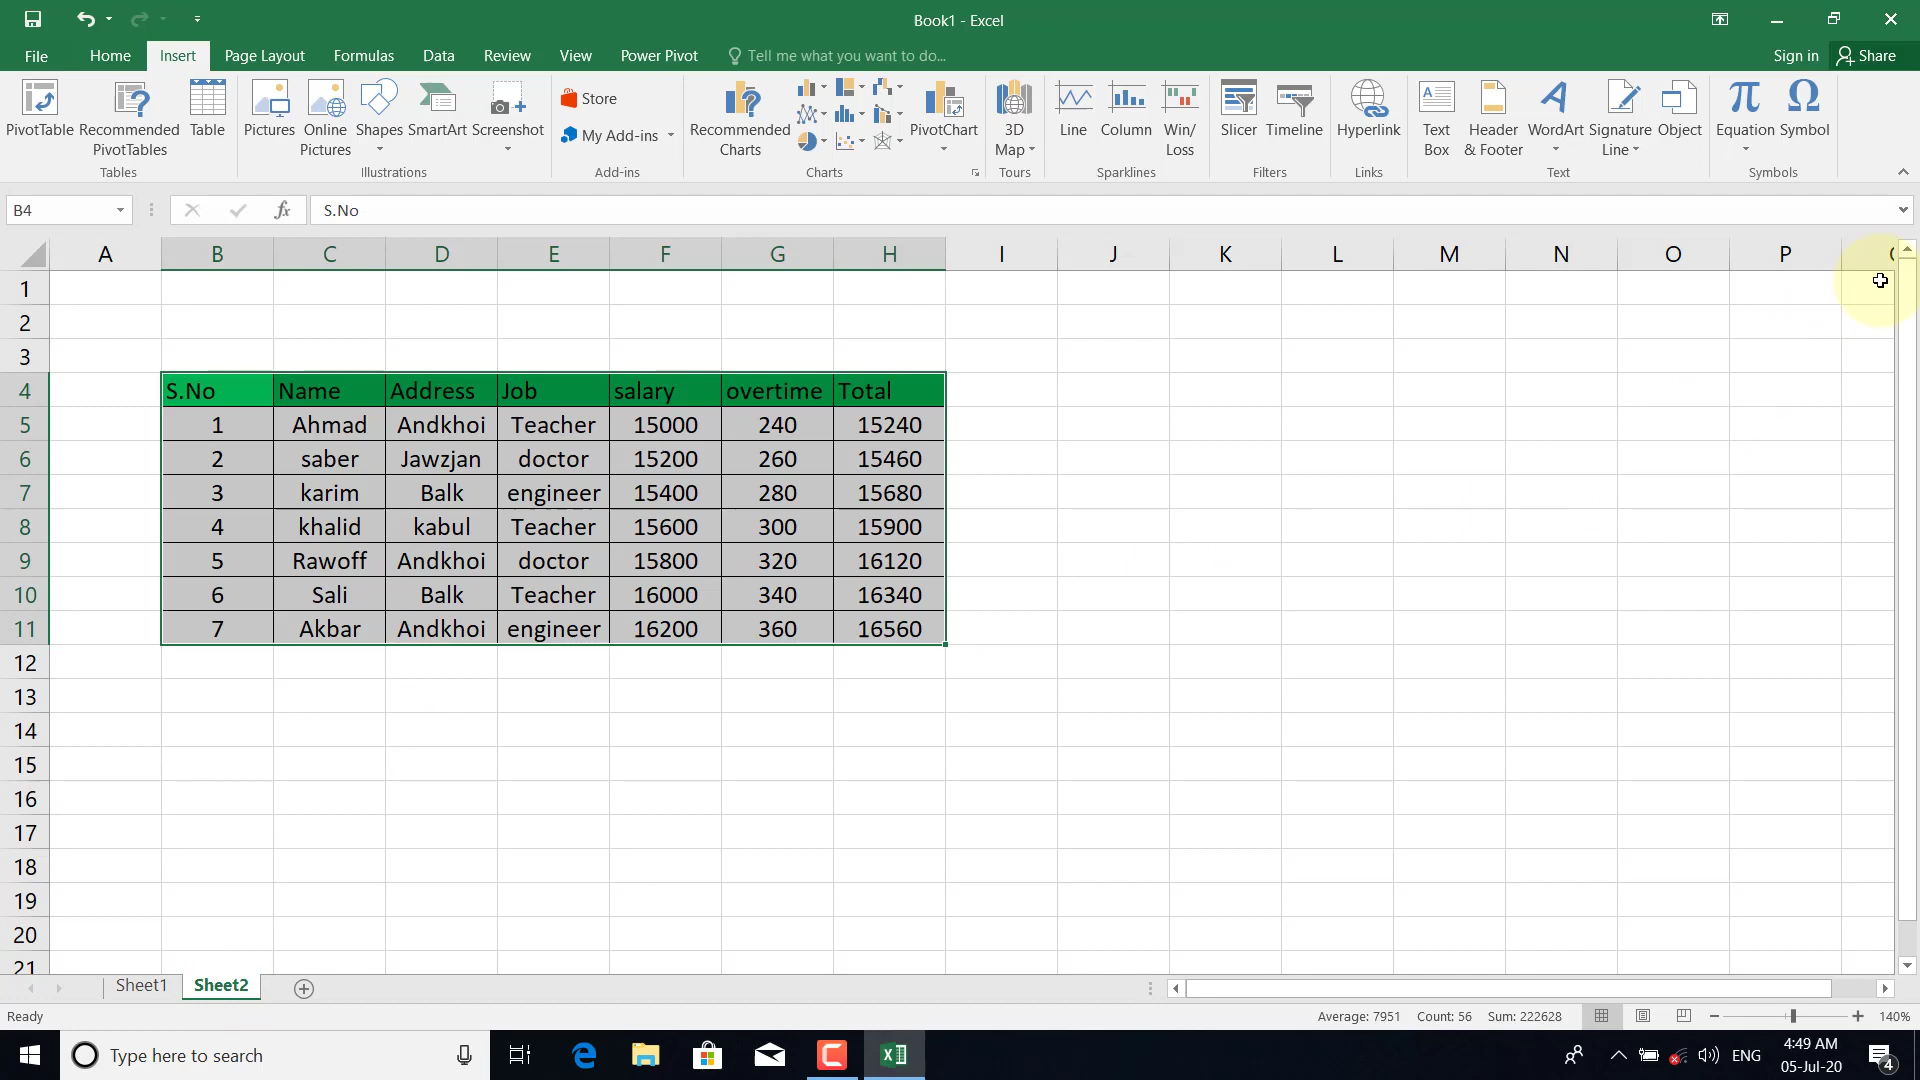 Book1 - Excel
File Home Insert Page Layout Formulas Data Review View Power Pivot Tell me what you want to do... Sign in Share
PivotTable Recommended PivotTables Table Pictures Online Pictures Shapes SmartArt Screenshot Store My Add-ins Recommended Charts PivotChart 3D Map Line Column Win/ Loss Slicer Timeline Hyperlink Text Box Header & Footer WordArt Signature Line Object Equation Symbol
Tables Illustrations Add-ins Charts Tours Sparklines Filters Links Text Symbols
B4 fx S.No
A B C D E F G H I J K L M N O P
1
2
3
4 S.No Name Address Job salary overtime Total
5 1 Ahmad Andkhoi Teacher 15000 240 15240
6 2 saber Jawzjan doctor 15200 260 15460
7 3 karim Balk engineer 15400 280 15680
8 4 khalid kabul Teacher 15600 300 15900
9 5 Rawoff Andkhoi doctor 15800 320 16120
10 6 Sali Balk Teacher 16000 340 16340
11 7 Akbar Andkhoi engineer 16200 360 16560
12
13
14
15
16
17
18
19
20
21
Sheet1 Sheet2
Ready Average: 7951 Count: 56 Sum: 222628 140%
Type here to search ENG 4:49 AM
05-Jul-20 4